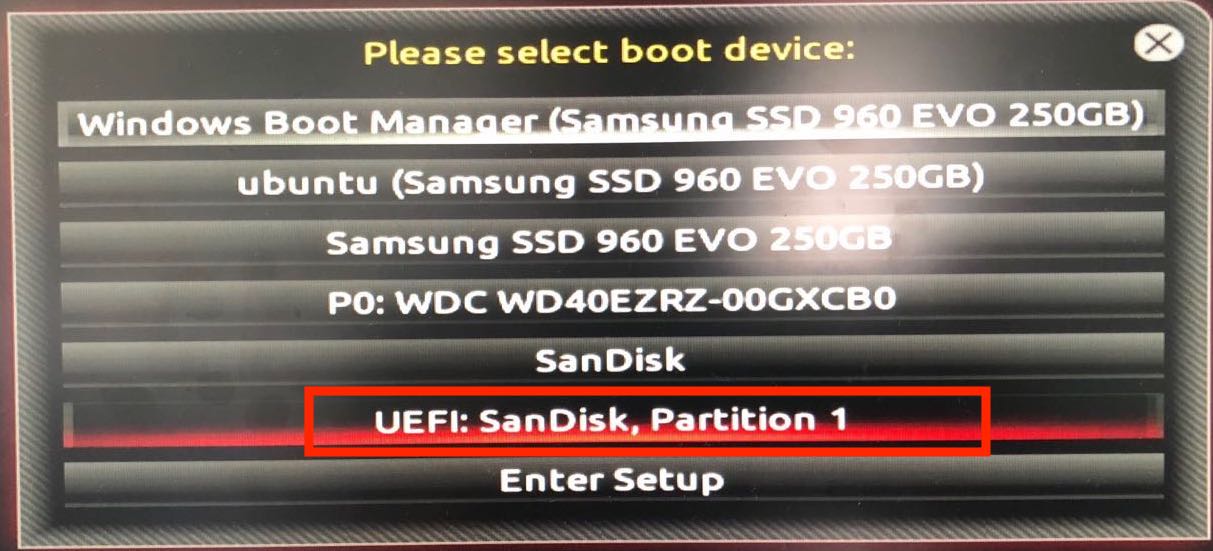 Please select boot device:
Windows Boot Manager (Samsung SSD 960 EVO 250GB)
ubuntu (Samsung SSD 960 EVO 250GB)
Samsung SSD 960 EVO 250GB
P0: WDC WD40EZRZ-00GXCB0
SanDisk
UEFI: SanDisk, Partition 1
Enter Setup